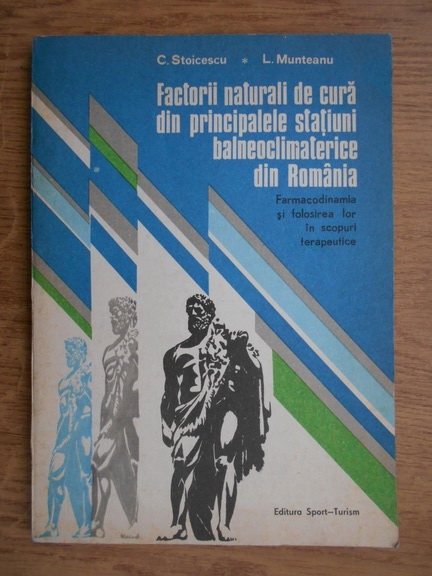 C. Stoicescu * L. Munteanu
Factorii naturali de cură
din principalele stațiuni
balneoclimaterice
din România
Farmacodinamia
și folosirea lor
în scopuri
terapeutice
Editura Sport-Turism